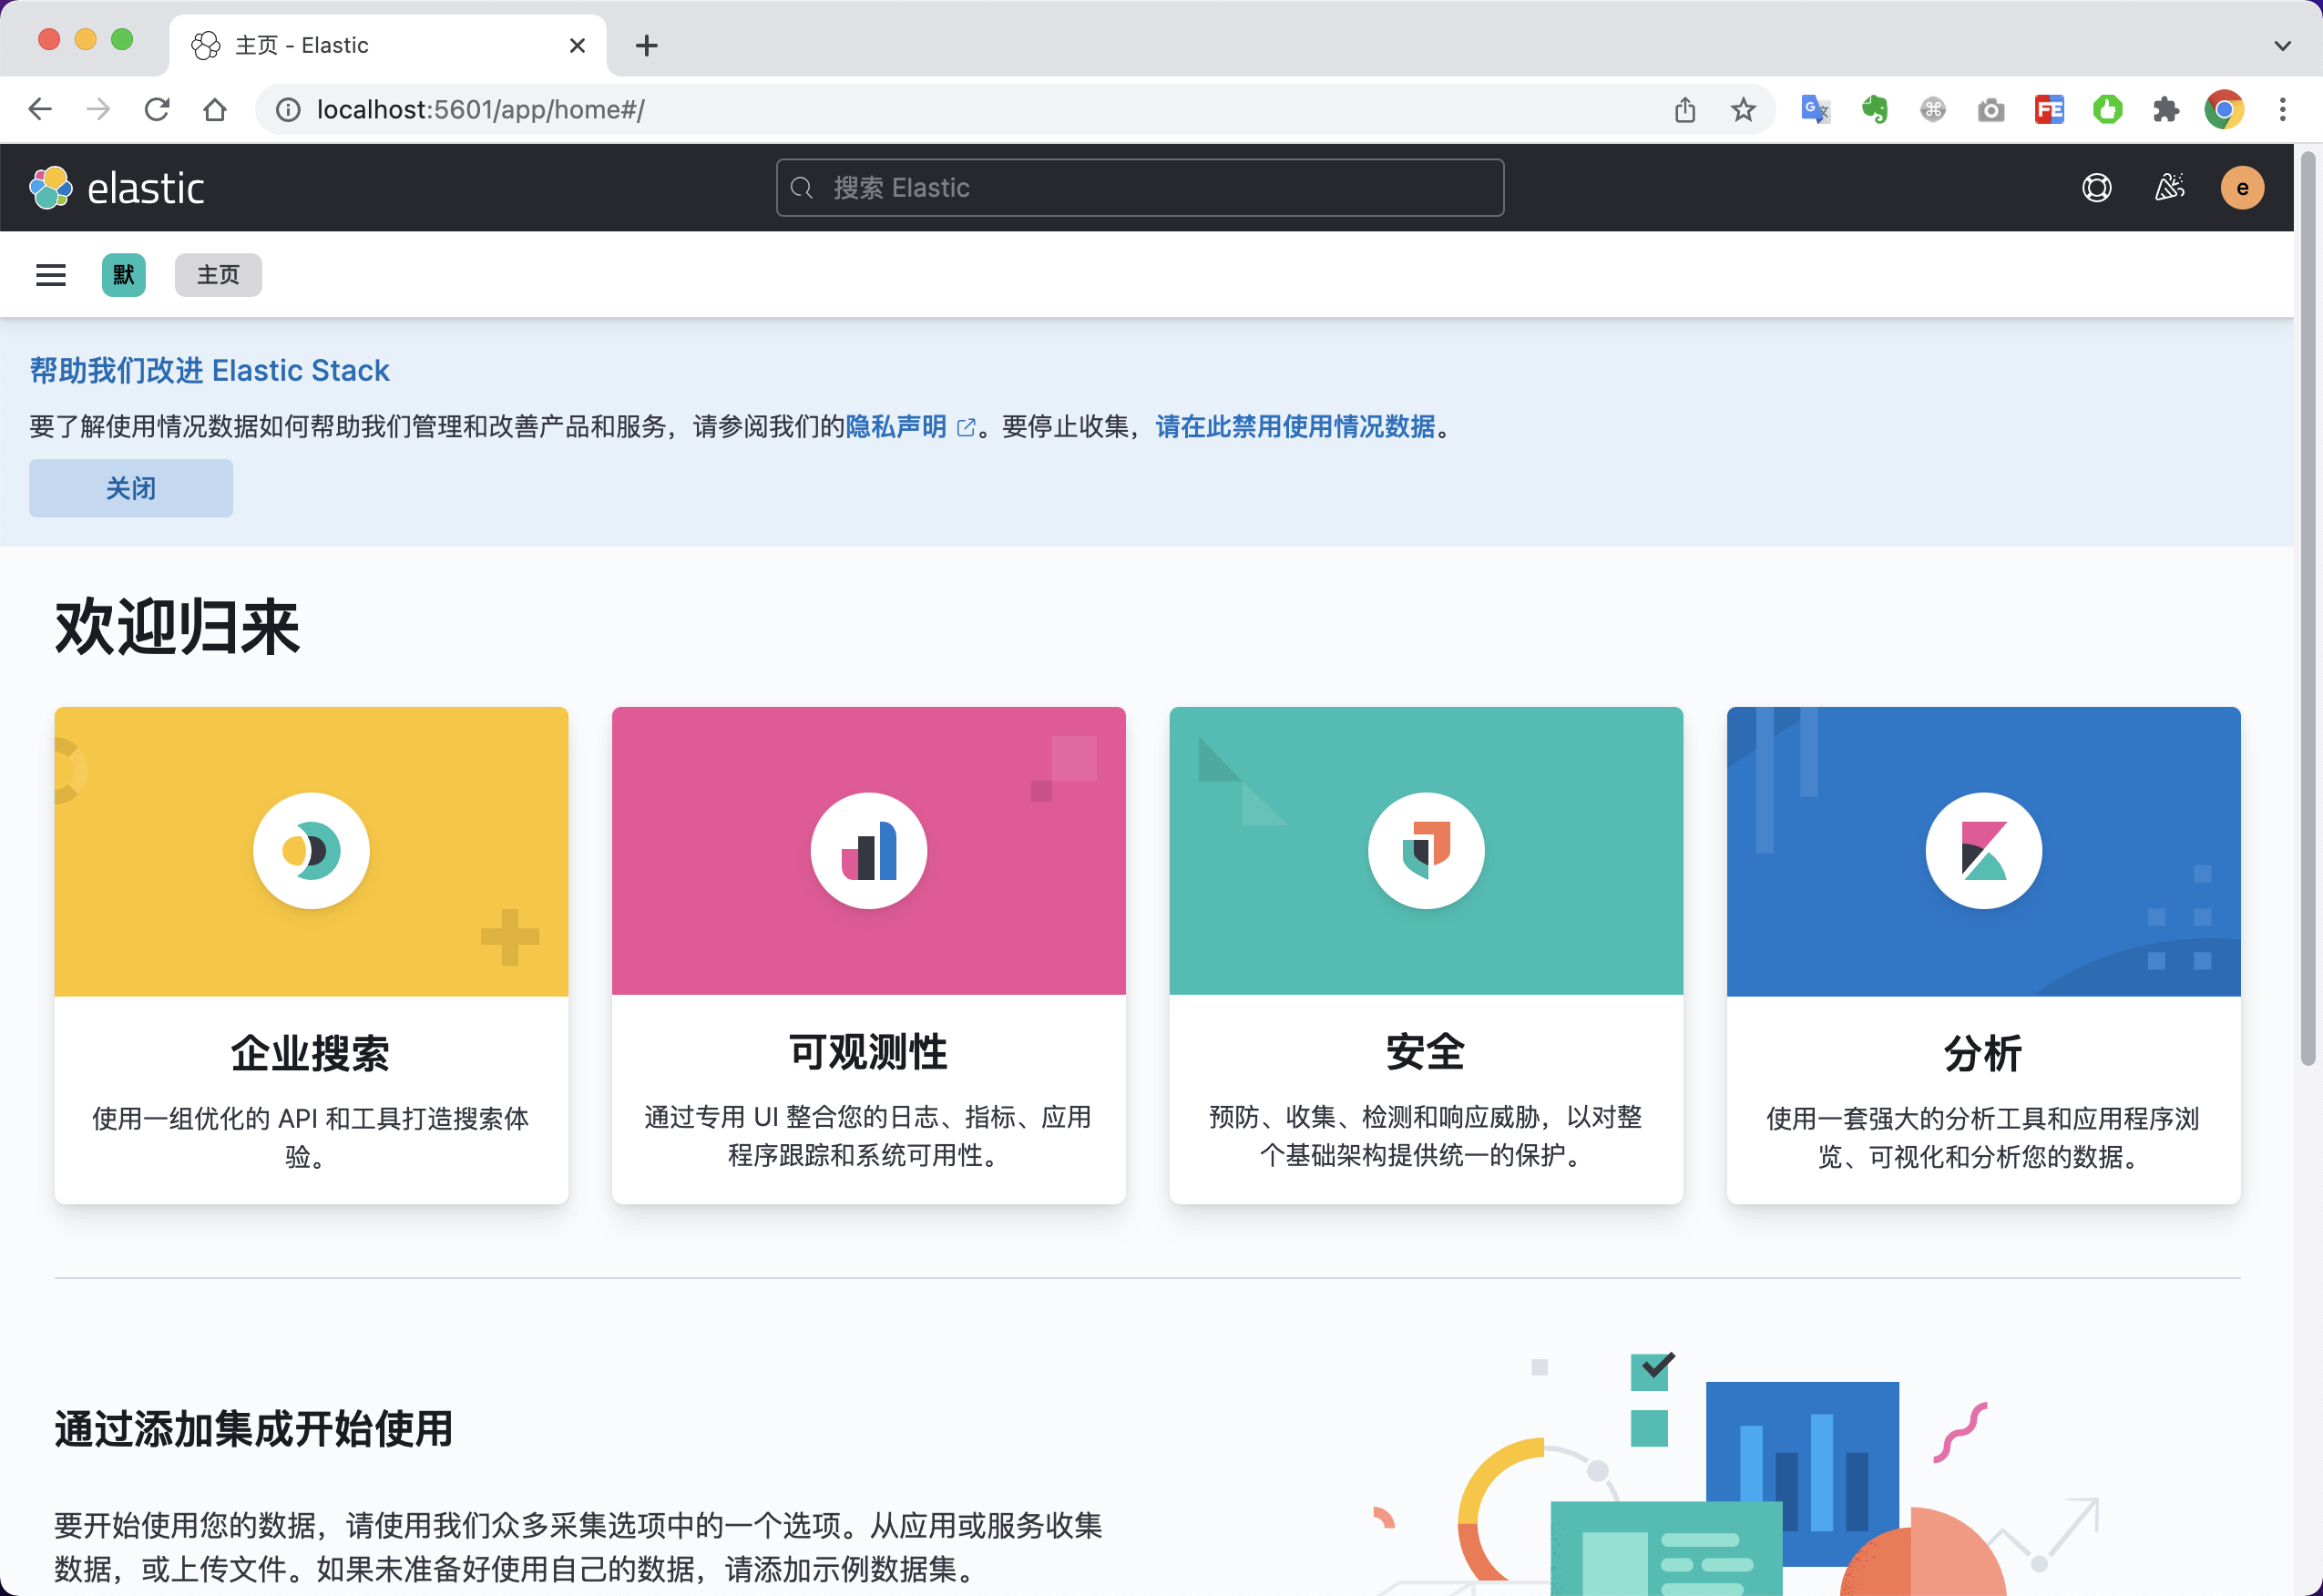 主页 - Elastic
localhost:5601/app/home#/
elastic
搜索 Elastic
e
默
主页
帮助我们改进 Elastic Stack
要了解使用情况数据如何帮助我们管理和改善产品和服务，请参阅我们的隐私声明。要停止收集，请在此禁用使用情况数据。
关闭
欢迎归来
企业搜索
使用一组优化的 API 和工具打造搜索体
验。
可观测性
通过专用 UI 整合您的日志、指标、应用
程序跟踪和系统可用性。
安全
预防、收集、检测和响应威胁，以对整
个基础架构提供统一的保护。
分析
使用一套强大的分析工具和应用程序浏
览、可视化和分析您的数据。
通过添加集成开始使用
要开始使用您的数据，请使用我们众多采集选项中的一个选项。从应用或服务收集
数据，或上传文件。如果未准备好使用自己的数据，请添加示例数据集。